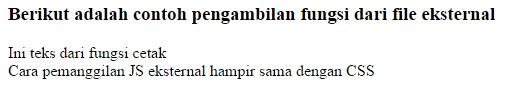 Berikut adalah contoh pengambilan fungsi dari file eksternal
Ini teks dari fungsi cetak
Cara pemanggilan JS eksternal hampir sama dengan CSS